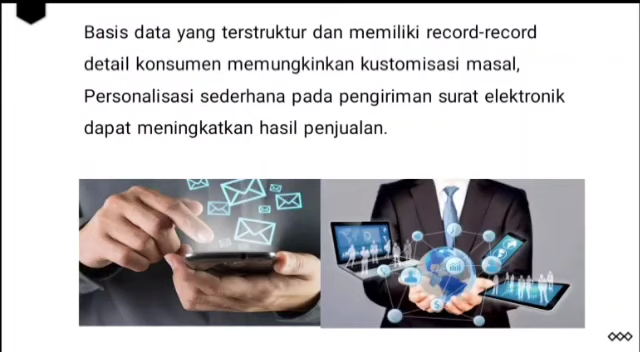 Basis data yang terstruktur dan memiliki record-record
detail konsumen memungkinkan kustomisasi masal,
Personalisasi sederhana pada pengiriman surat elektronik
dapat meningkatkan hasil penjualan.